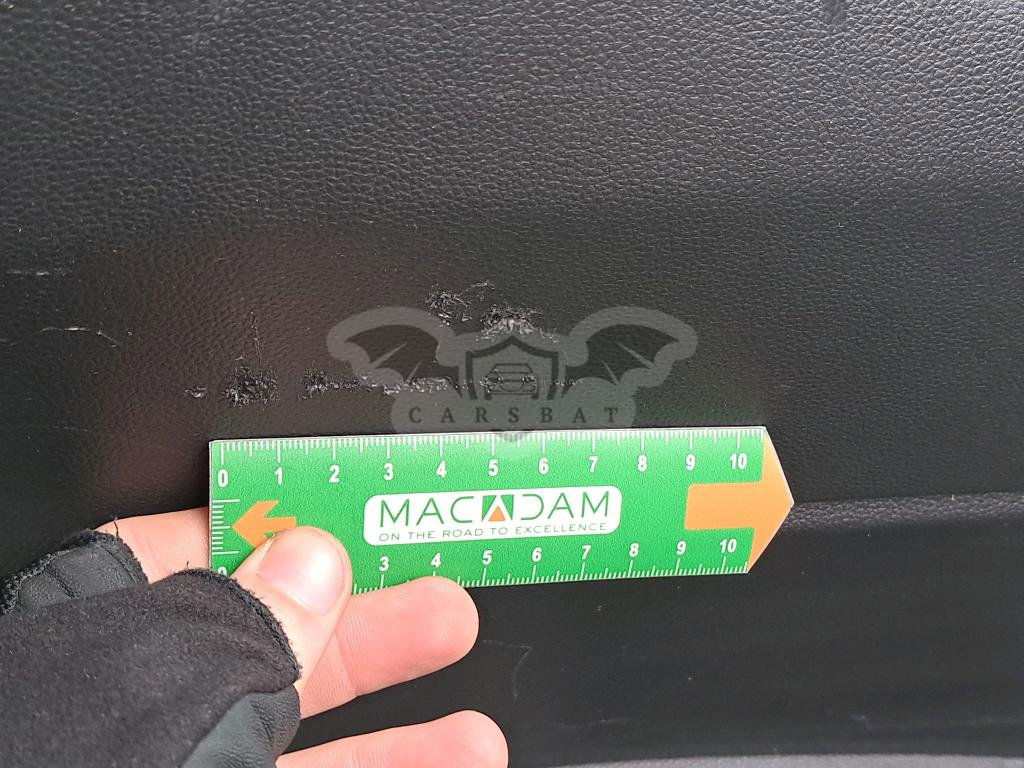 CARSBAT
0 1 2 3 4 5 6 7 8 9 10
MACADAM
ON THE ROAD TO EXCELLENCE
3 4 5 6 7 8 9 10